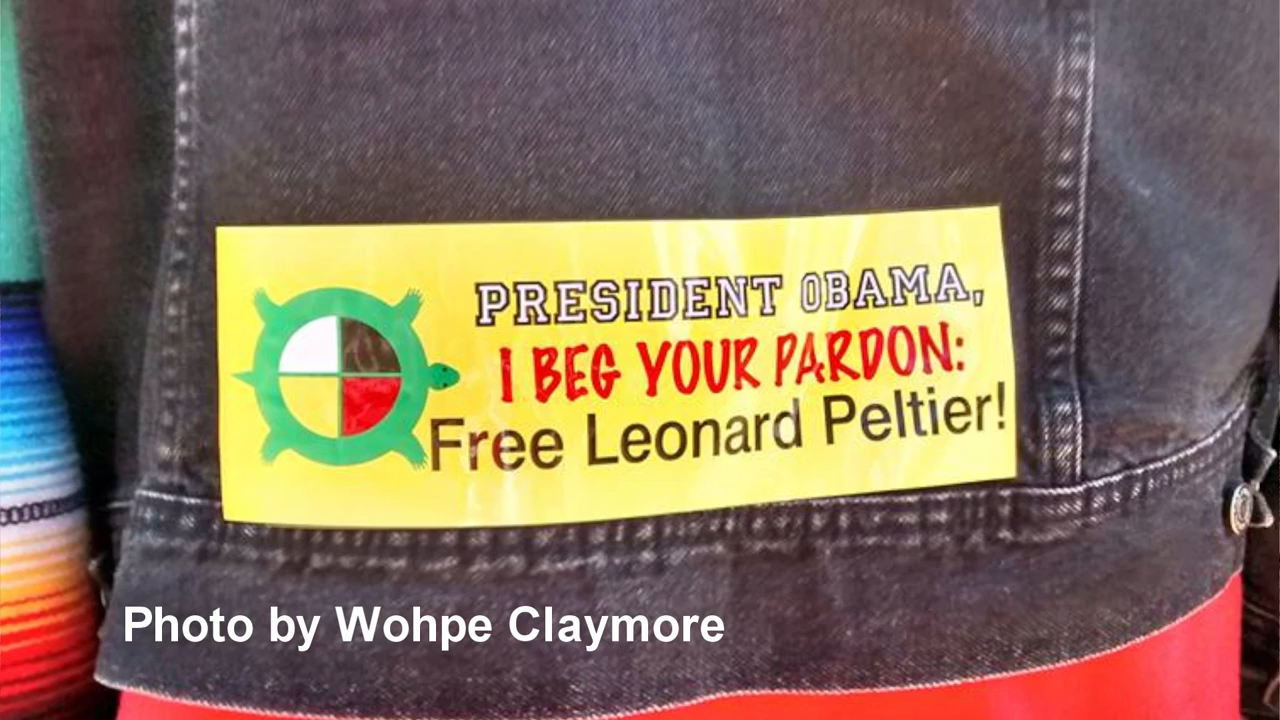 PRESIDENT OBAMA,
I BEG YOUR PARDON:
Free Leonard Peltier!
Photo by Wohpe Claymore